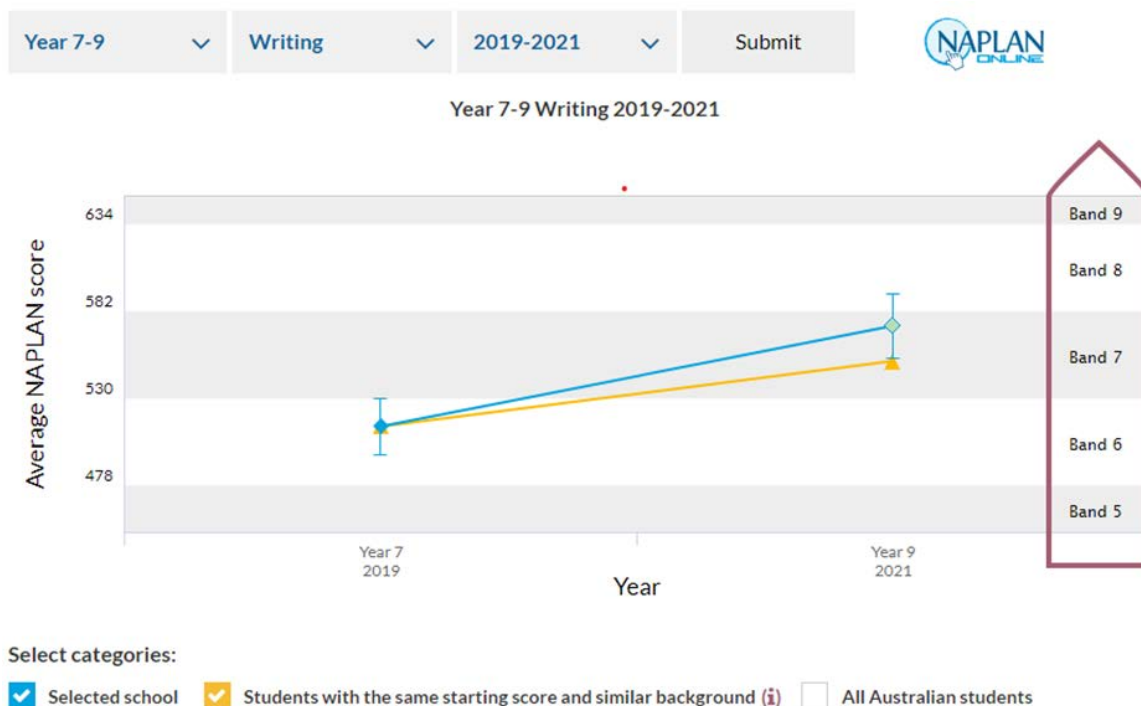 Year 7-9 Writing 2019-2021 Submit NAPLAN
ONLINE
Year 7-9 Writing 2019-2021
Average NAPLAN score
634
582
530
478
Band 9
Band 8
Band 7
Band 6
Band 5
Year 7
2019
Year 9
2021
Year
Select categories:
Selected school Students with the same starting score and similar background (i) All Australian students